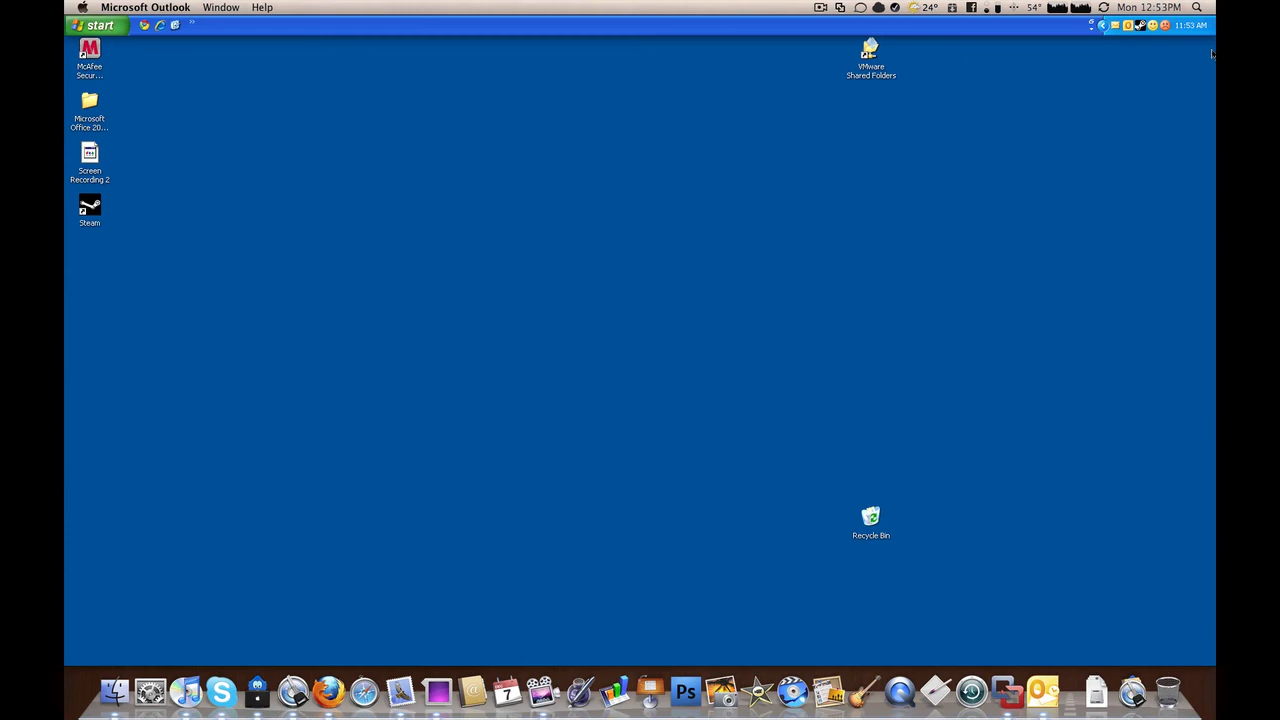 Microsoft Outlook Window Help 24° 54° Mon 12:53PM
start 11:53 AM
McAfee
Secur...
VMware
Shared Folders
Microsoft
Office 20...
Screen
Recording 2
Steam
Recycle Bin
7
Ps